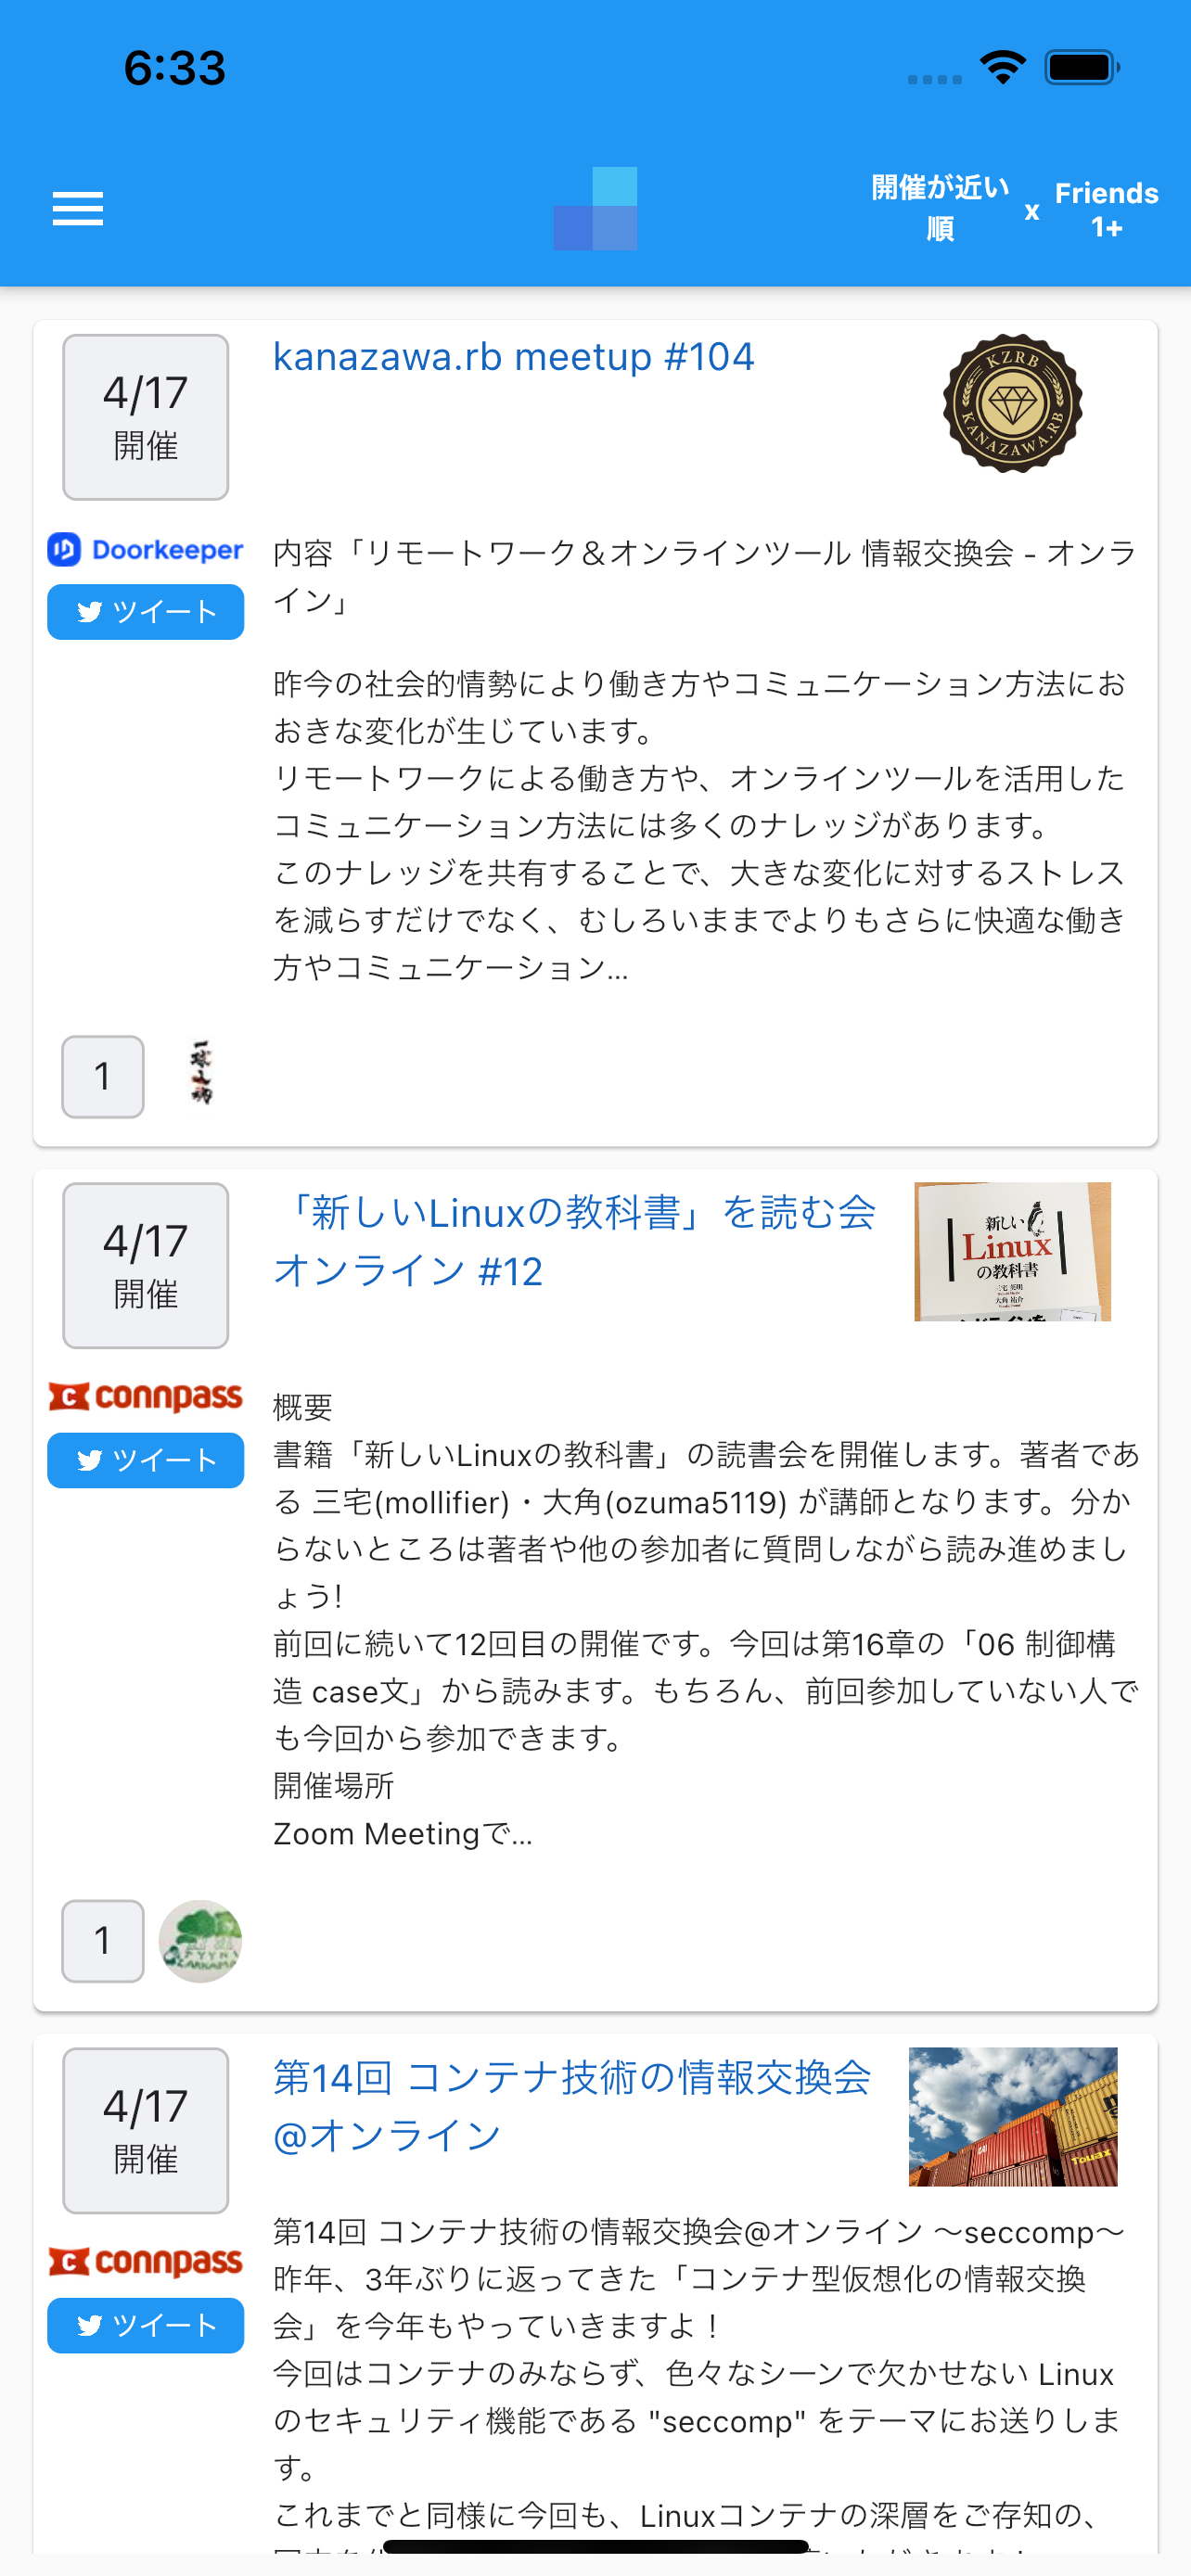 6:33
開催が近い順 x Friends 1+
4/17
開催
kanazawa.rb meetup #104
KZRB
KANAZAWA.RB
Doorkeeper
ツイート
内容「リモートワーク＆オンラインツール 情報交換会 - オンラ
イン」
昨今の社会的情勢により働き方やコミュニケーション方法にお
おきな変化が生じています。
リモートワークによる働き方や、オンラインツールを活用した
コミュニケーション方法には多くのナレッジがあります。
このナレッジを共有することで、大きな変化に対するストレス
を減らすだけでなく、むしろいままでよりもさらに快適な働き
方やコミュニケーション...
1
4/17
開催
「新しいLinuxの教科書」を読む会
オンライン #12
新しい
Linux
の教科書
三宅 英明
大角 祐介
connpass
ツイート
概要
書籍「新しいLinuxの教科書」の読書会を開催します。著者であ
る 三宅(mollifier)・大角(ozuma5119) が講師となります。分か
らないところは著者や他の参加者に質問しながら読み進めまし
ょう!
前回に続いて12回目の開催です。今回は第16章の「06 制御構
造 case文」から読みます。もちろん、前回参加していない人で
も今回から参加できます。
開催場所
Zoom Meetingで...
1
4/17
開催
第14回 コンテナ技術の情報交換会
@オンライン
Touax
connpass
ツイート
第14回 コンテナ技術の情報交換会@オンライン 〜seccomp〜
昨年、3年ぶりに返ってきた「コンテナ型仮想化の情報交換
会」を今年もやっていきますよ！
今回はコンテナのみならず、色々なシーンで欠かせない Linux
のセキュリティ機能である "seccomp" をテーマにお送りしま
す。
これまでと同様に今回も、Linuxコンテナの深層をご存知の、